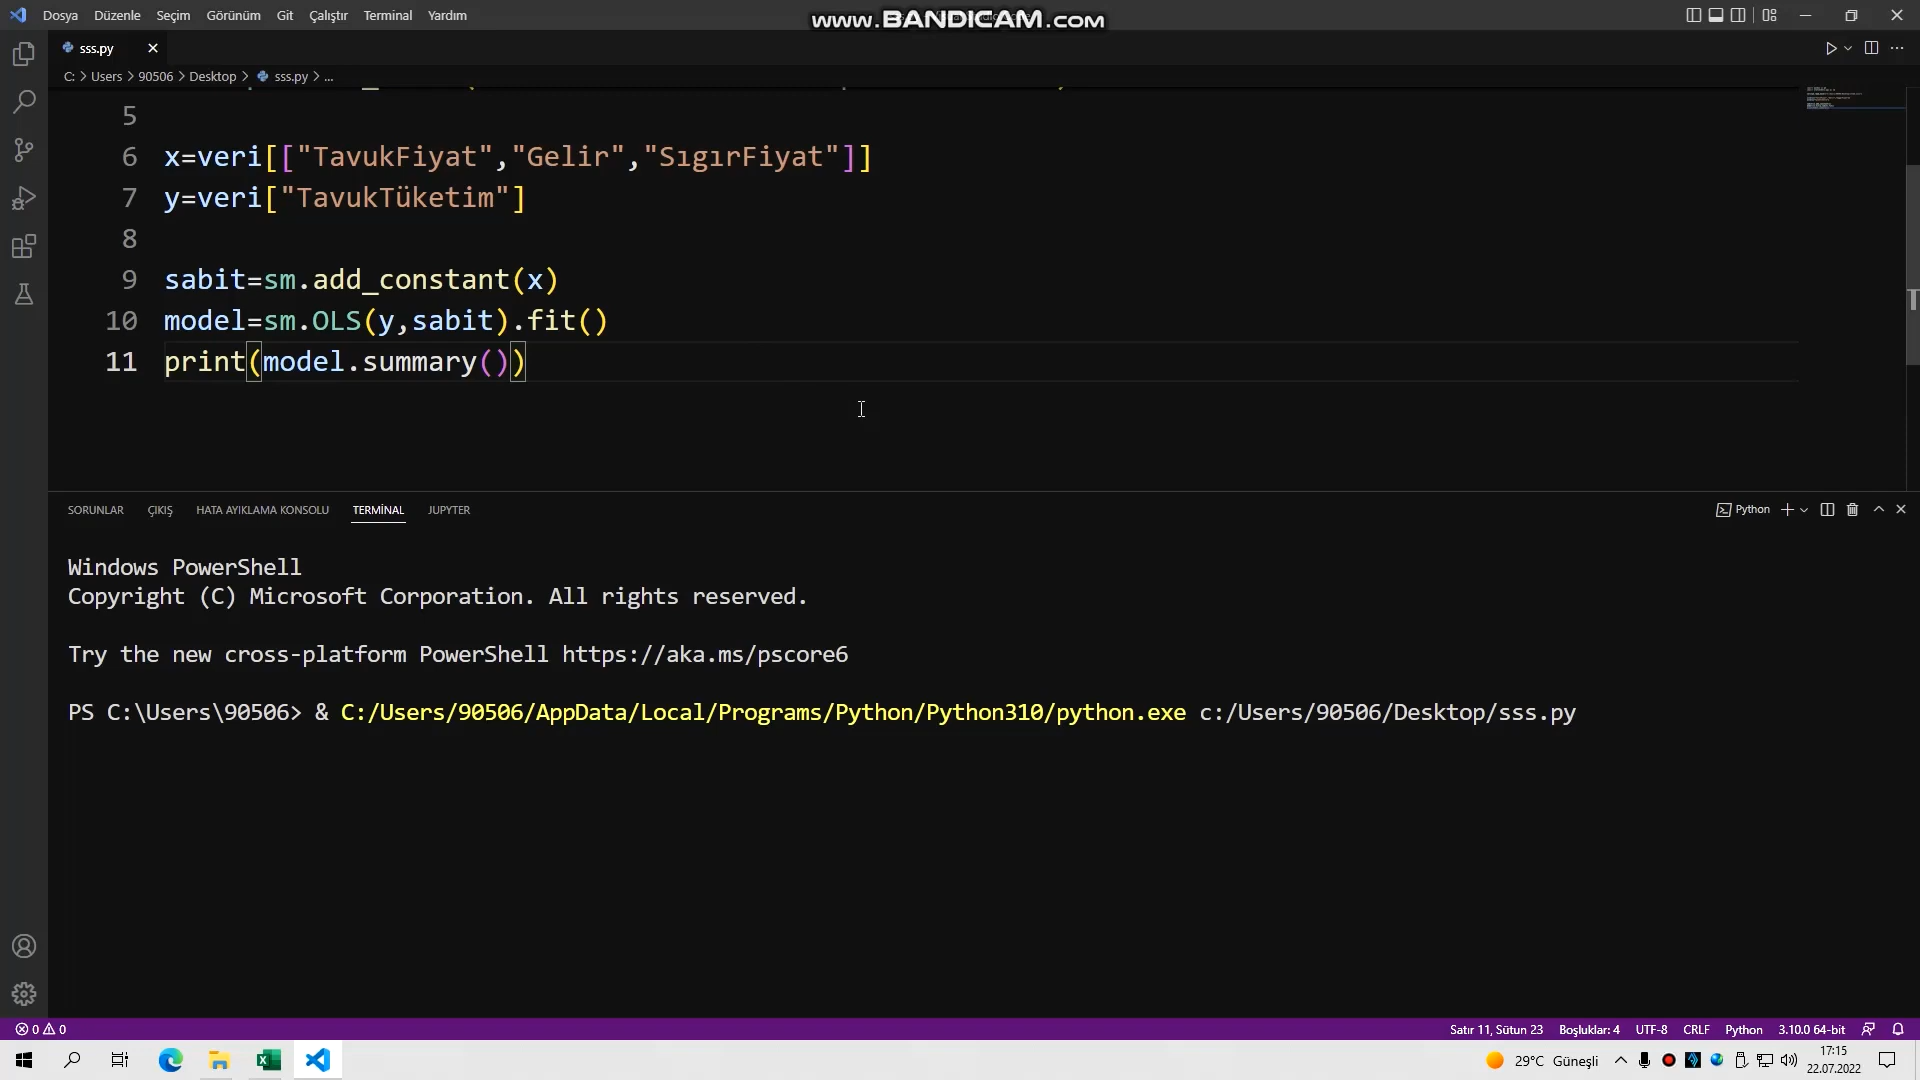 Dosya Düzenle Seçim Görünüm Git Çalıştır Terminal Yardım
www.BANDICAM.com
sss.py
C: > Users > 90506 > Desktop > sss.py > ...
5
6 x=veri[["TavukFiyat","Gelir","SıgırFiyat"]]
7 y=veri["TavukTüketim"]
8
9 sabit=sm.add_constant(x)
10 model=sm.OLS(y,sabit).fit()
11 print(model.summary())
SORUNLAR ÇIKIŞ HATA AYIKLAMA KONSOLU TERMİNAL JUPYTER
Python
Windows PowerShell
Copyright (C) Microsoft Corporation. All rights reserved.
Try the new cross-platform PowerShell https://aka.ms/pscore6
PS C:\Users\90506> & C:/Users/90506/AppData/Local/Programs/Python/Python310/python.exe c:/Users/90506/Desktop/sss.py
0 0
Satır 11, Sütun 23 Boşluklar: 4 UTF-8 CRLF Python 3.10.0 64-bit
29°C Güneşli
17:15
22.07.2022